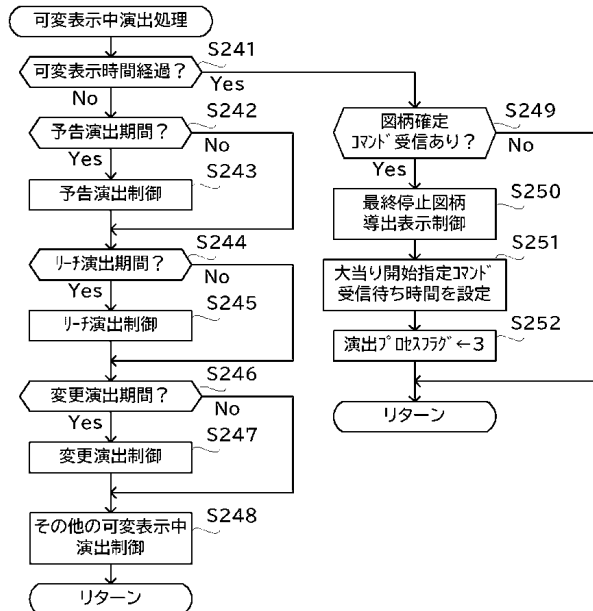 可変表示中演出処理
S241
可変表示時間経過？
Yes
No
S242
予告演出期間？
No
Yes
S243
予告演出制御
S244
ﾘｰﾁ演出期間？
No
Yes
S245
ﾘｰﾁ演出制御
S246
変更演出期間？
No
Yes
S247
変更演出制御
S248
その他の可変表示中
演出制御
リターン
S249
図柄確定
ｺﾏﾝﾄﾞ受信あり？
No
Yes
S250
最終停止図柄
導出表示制御
S251
大当り開始指定ｺﾏﾝﾄﾞ
受信待ち時間を設定
S252
演出ﾌﾟﾛｾｽﾌﾗｸﾞ←3
リターン